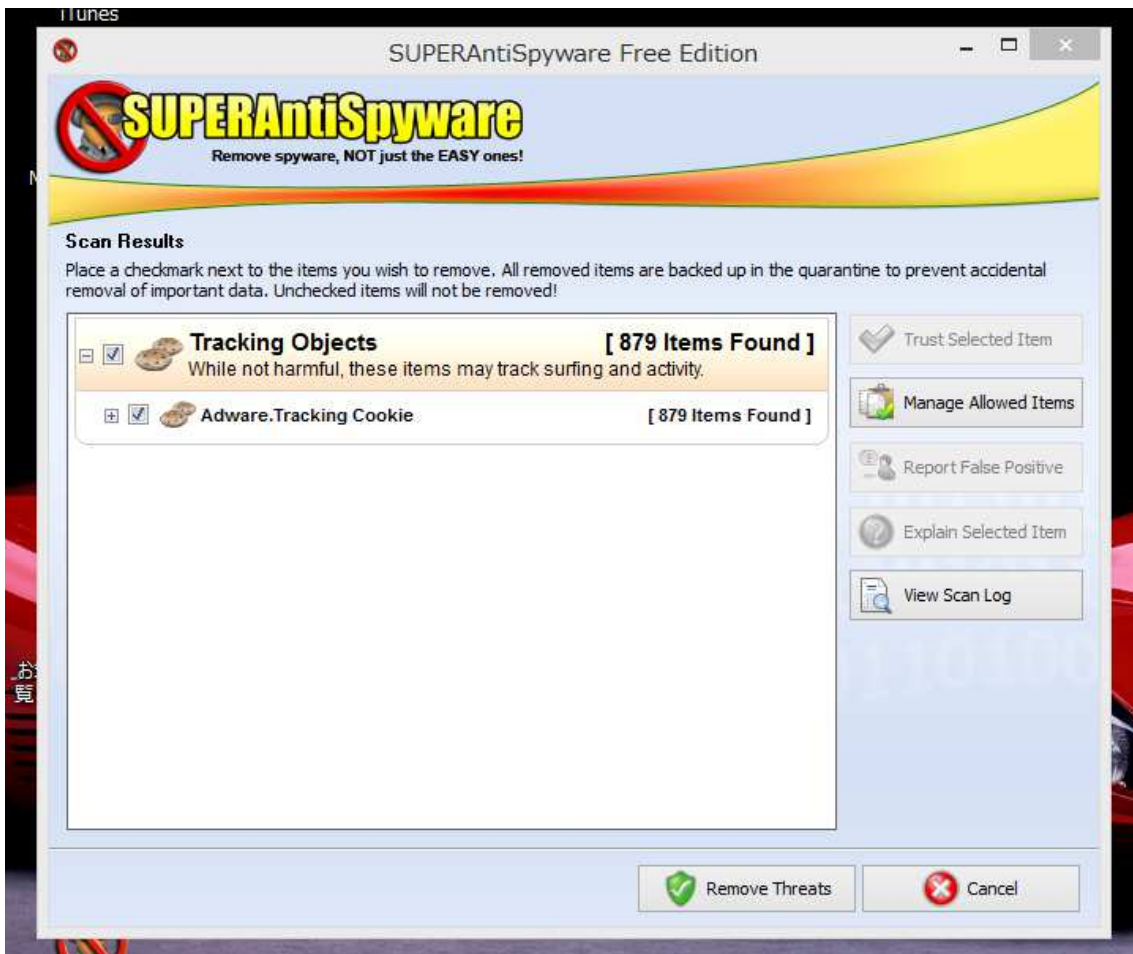 iTunes
SUPERAntiSpyware Free Edition
SUPERAntiSpyware
Remove spyware, NOT just the EASY ones!
N
Scan Results
Place a checkmark next to the items you wish to remove. All removed items are backed up in the quarantine to prevent accidental
removal of important data. Unchecked items will not be removed!
Tracking Objects [ 879 Items Found ]
While not harmful, these items may track surfing and activity.
Adware.Tracking Cookie [ 879 Items Found ]
Trust Selected Item
Manage Allowed Items
Report False Positive
Explain Selected Item
View Scan Log
110100
お
覧
Remove Threats
Cancel